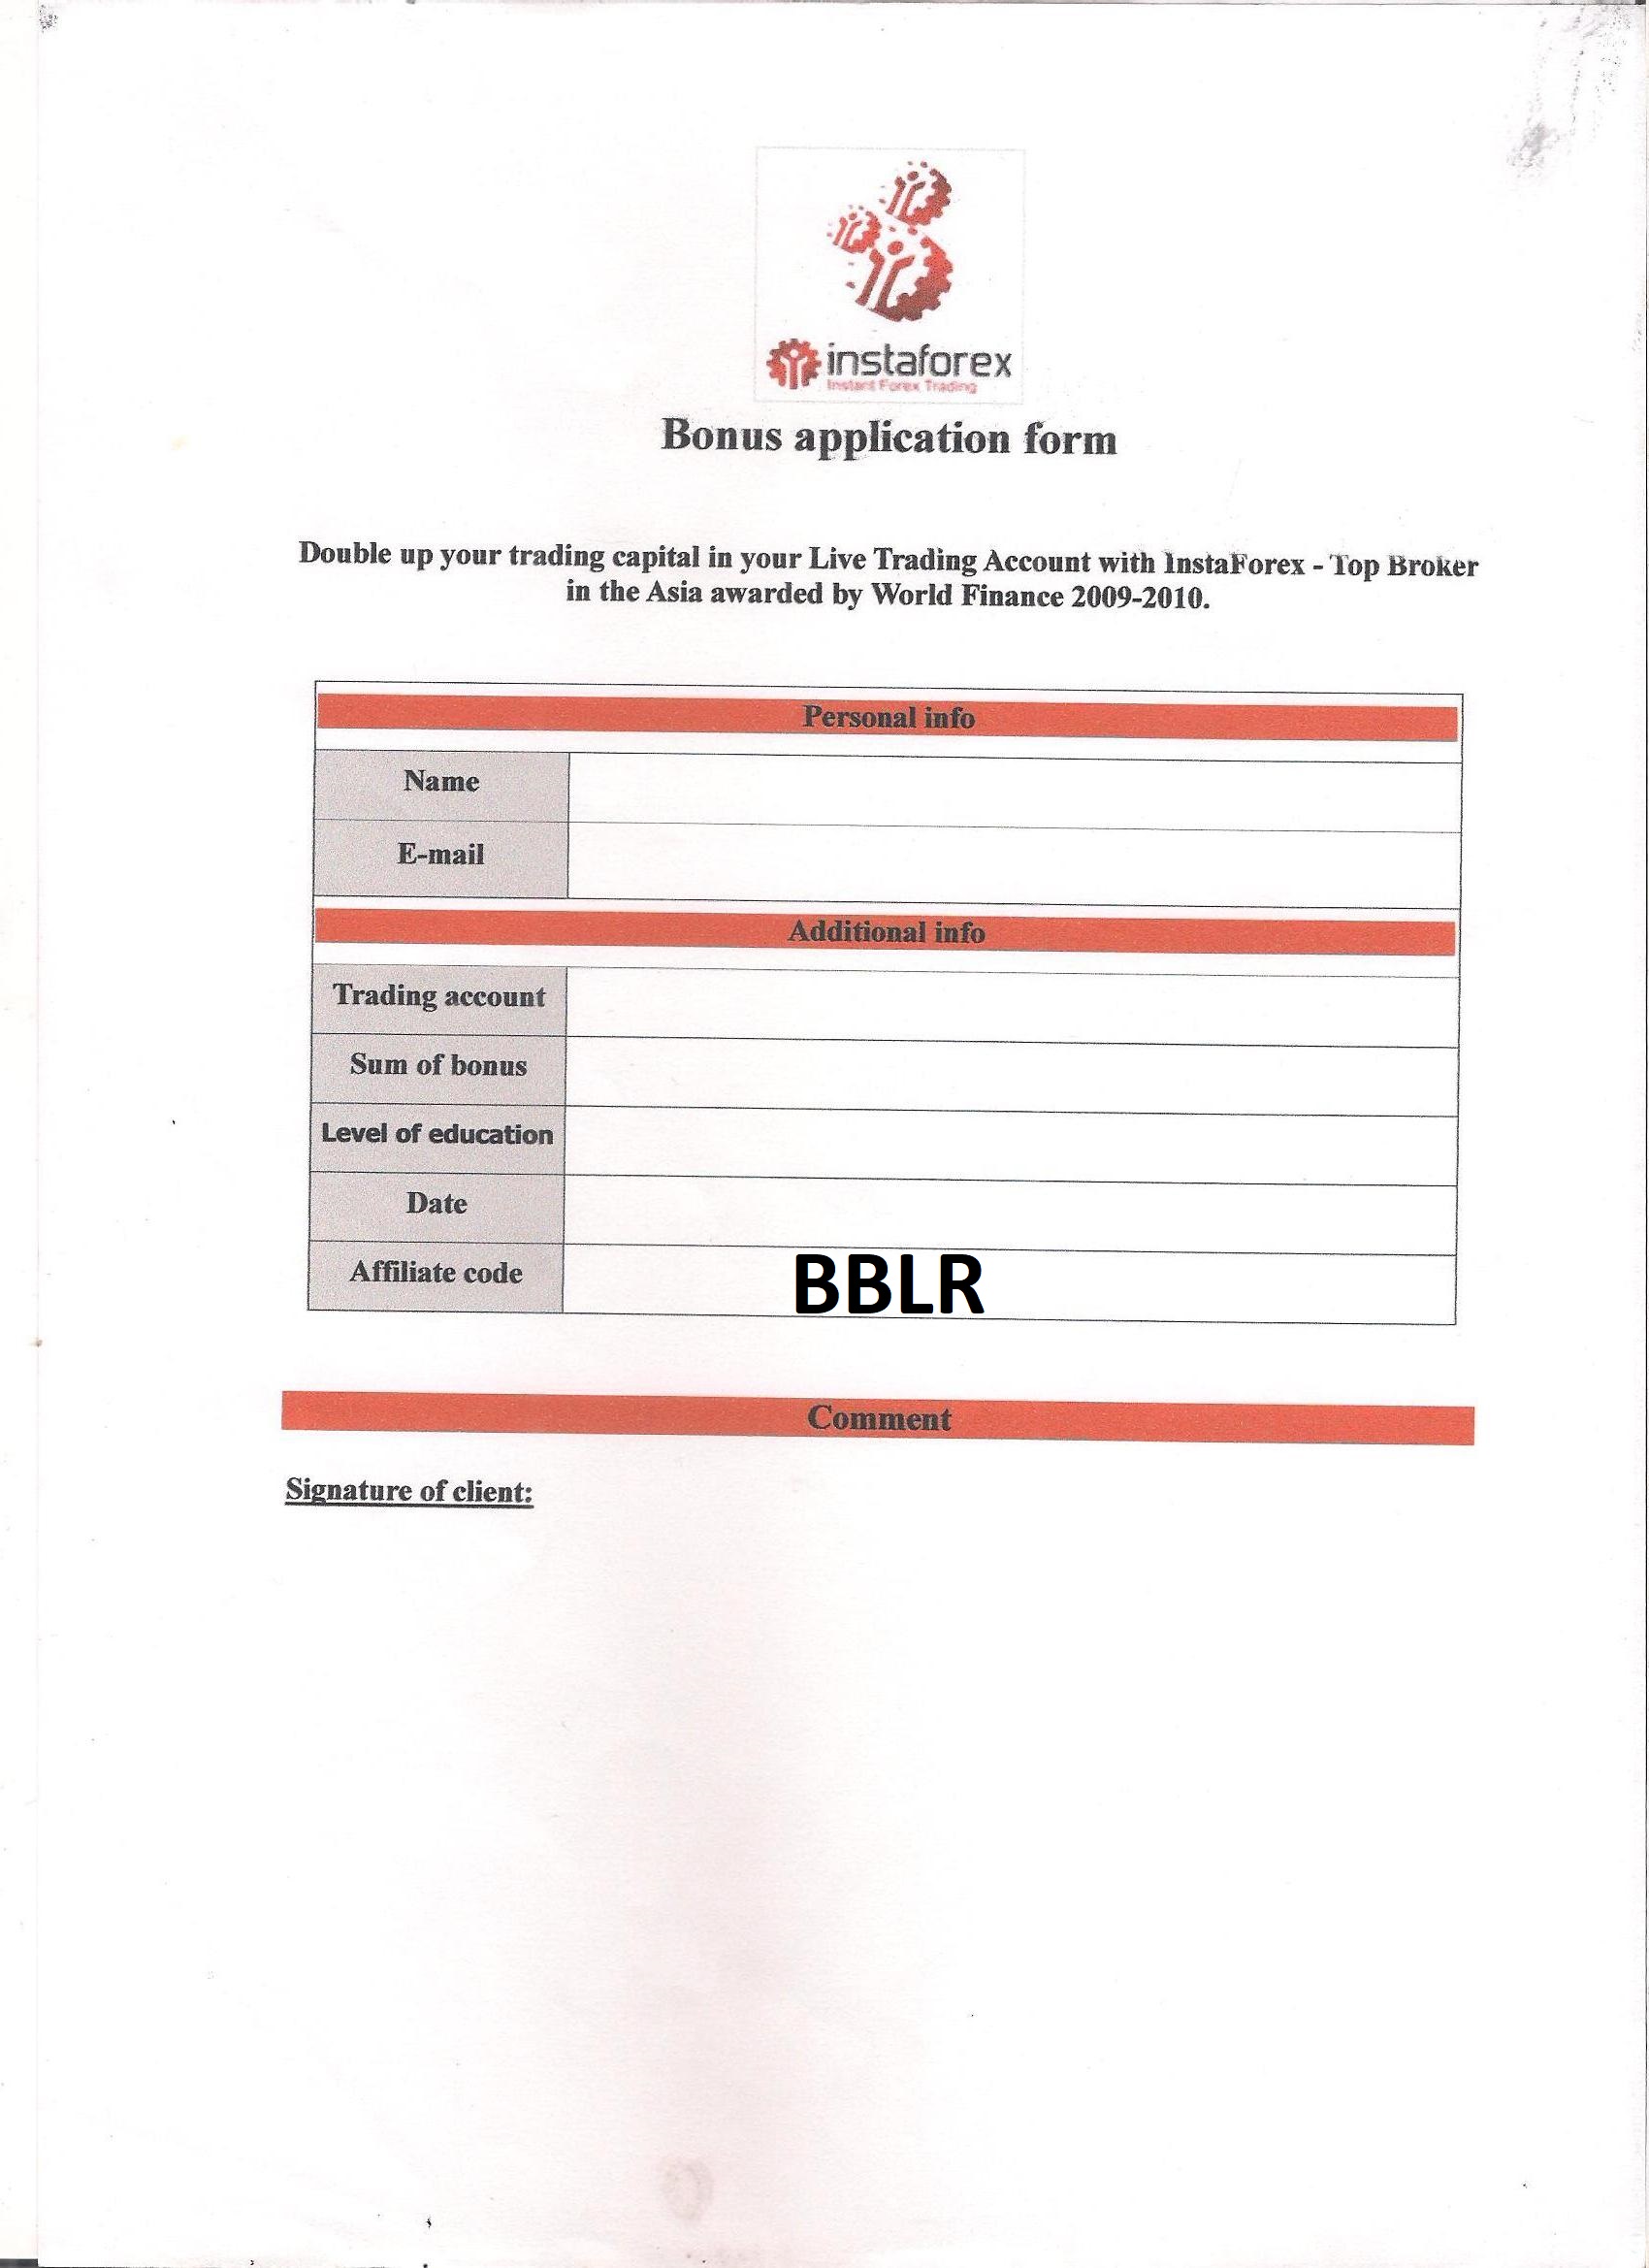 instaforex
Instant Forex Trading
Bonus application form
Double up your trading capital in your Live Trading Account with InstaForex - Top Broker
in the Asia awarded by World Finance 2009-2010.
Personal info
Name
E-mail
Additional info
Trading account
Sum of bonus
Level of education
Date
Affiliate code BBLR
Comment
Signature of client: